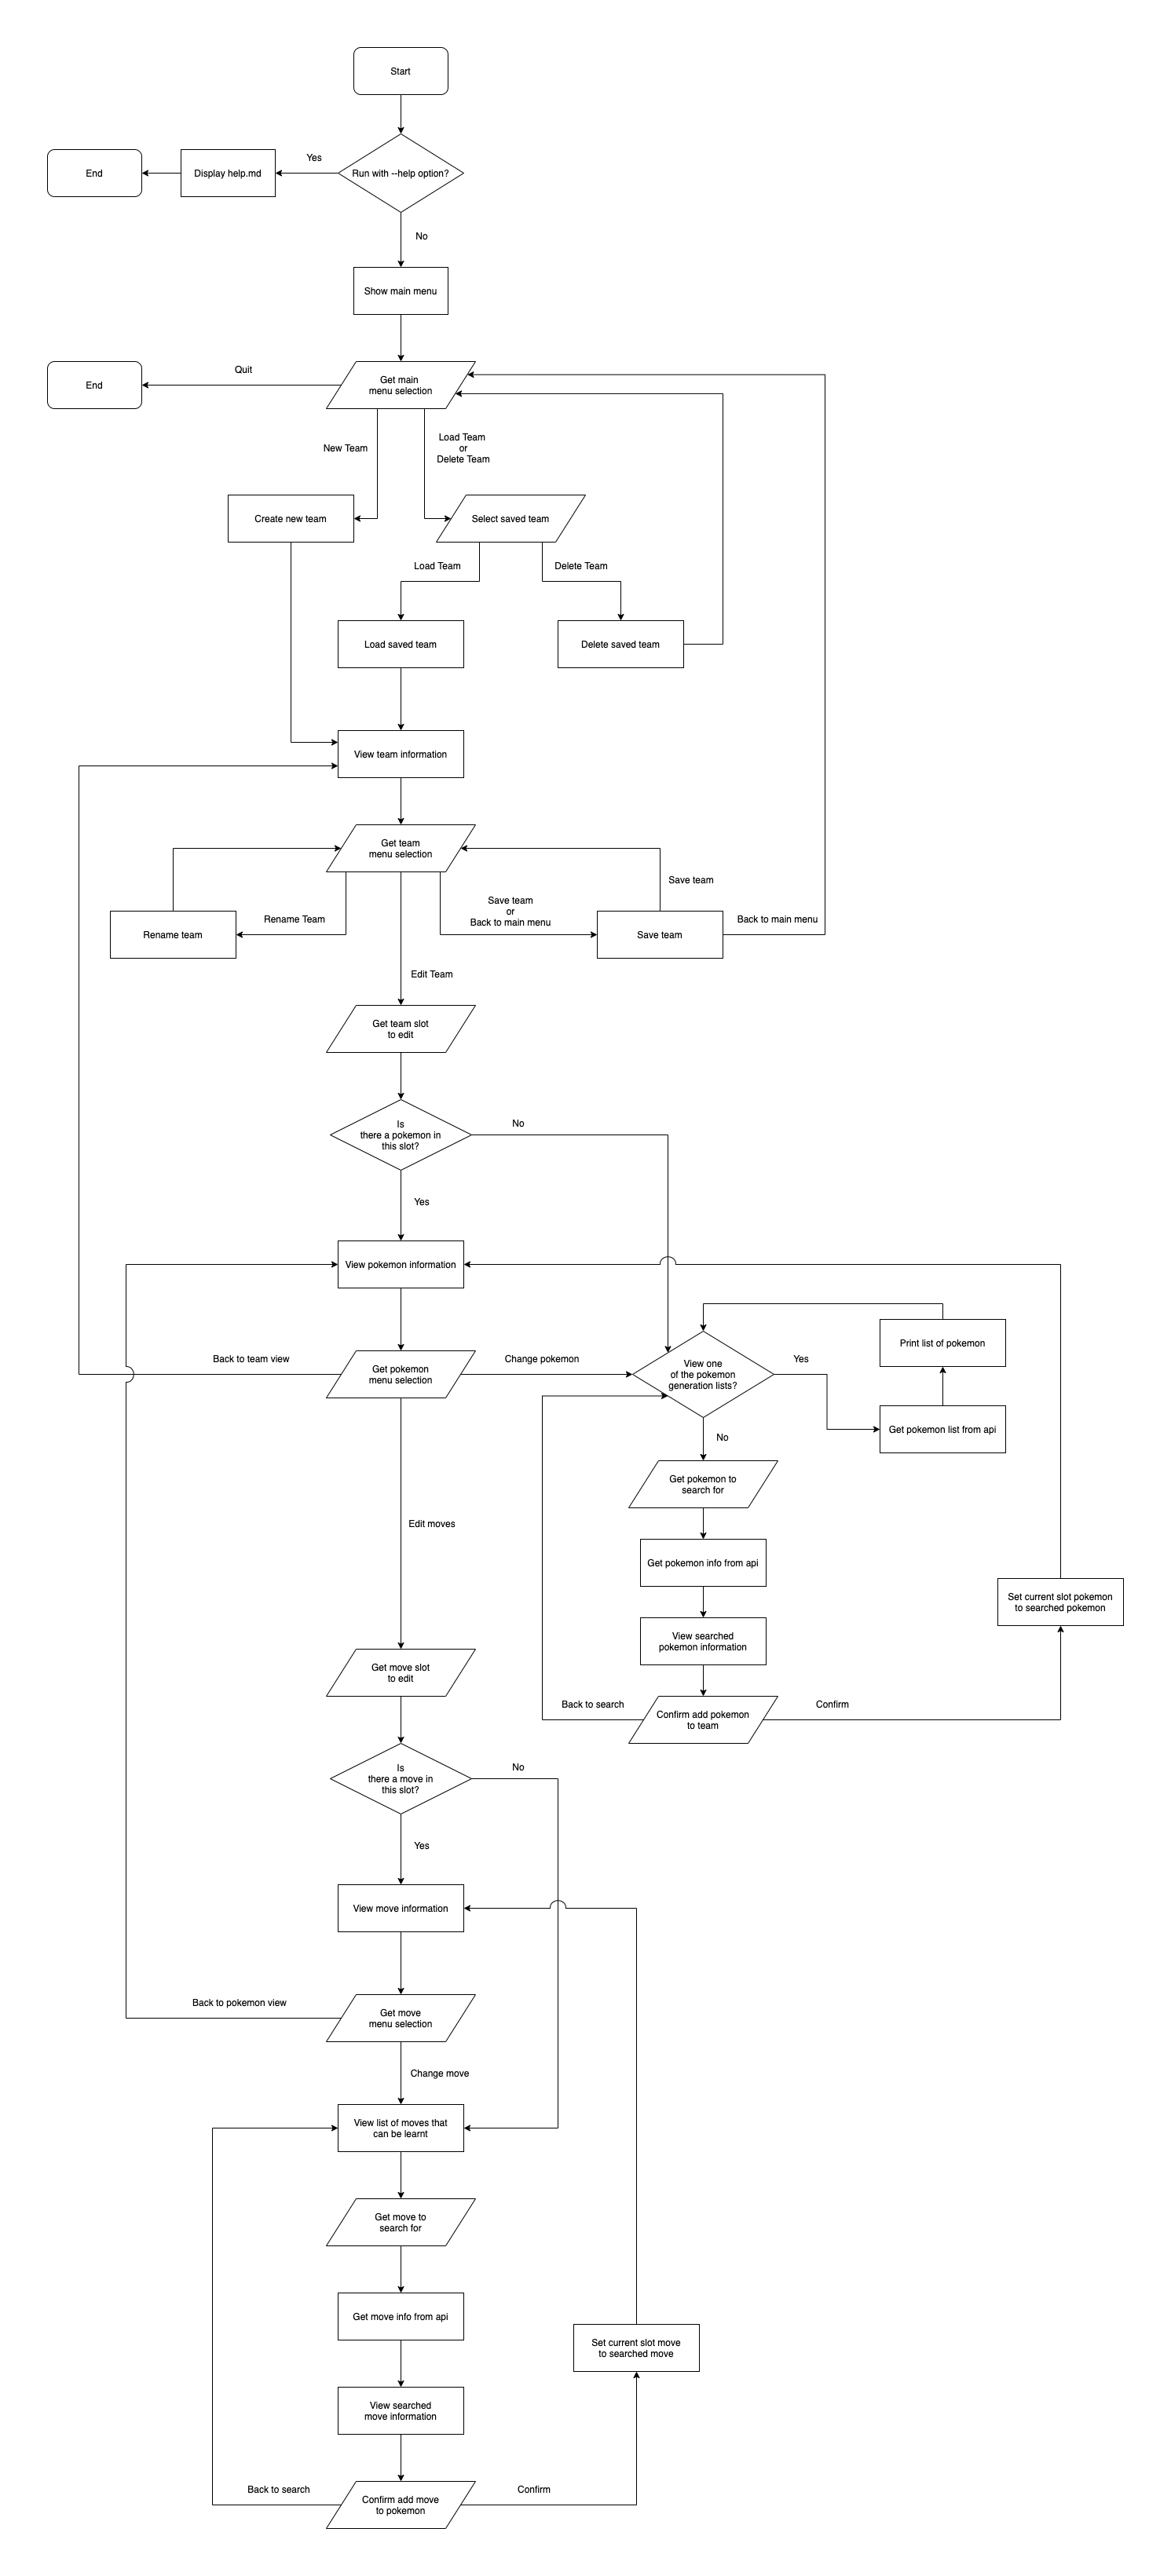 Start
Run with --help option?
Yes
Display help.md
End
No
Show main menu
Get main
menu selection
Quit
End
New Team
Load Team
or
Delete Team
Create new team
Select saved team
Load Team
Delete Team
Load saved team
Delete saved team
View team information
Get team
menu selection
Save team
Rename Team
Save team
or
Back to main menu
Rename team
Save team
Back to main menu
Edit Team
Get team slot
to edit
Is
there a pokemon in
this slot?
No
Yes
View pokemon information
Print list of pokemon
Back to team view
Get pokemon
menu selection
Change pokemon
View one
of the pokemon
generation lists?
Yes
Get pokemon list from api
No
Get pokemon to
search for
Edit moves
Get pokemon info from api
Set current slot pokemon
to searched pokemon
View searched
pokemon information
Get move slot
to edit
Back to search
Confirm add pokemon
to team
Confirm
Is
there a move in
this slot?
No
Yes
View move information
Back to pokemon view
Get move
menu selection
Change move
View list of moves that
can be learnt
Get move to
search for
Get move info from api
Set current slot move
to searched move
View searched
move information
Back to search
Confirm add move
to pokemon
Confirm